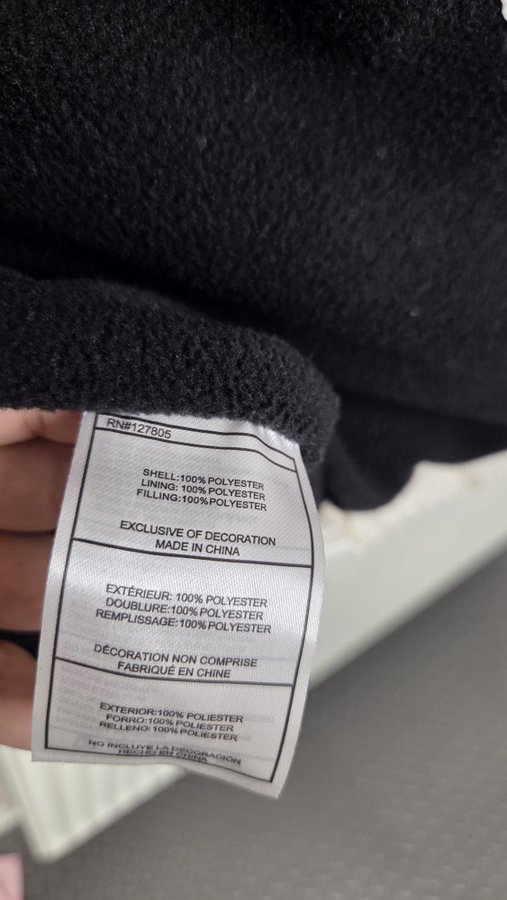 RN#127805
SHELL:100% POLYESTER
LINING: 100% POLYESTER
FILLING:100%POLYESTER
EXCLUSIVE OF DECORATION
MADE IN CHINA
EXTÉRIEUR: 100% POLYESTER
DOUBLURE:100% POLYESTER
REMPLISSAGE:100% POLYESTER
DÉCORATION NON COMPRISE
FABRIQUÉ EN CHINE
EXTERIOR:100% POLIESTER
FORRO:100% POLIESTER
RELLENO: 100% POLIESTER
NO INCLUYE LA DECORACIÓN
HECHO EN CHINA